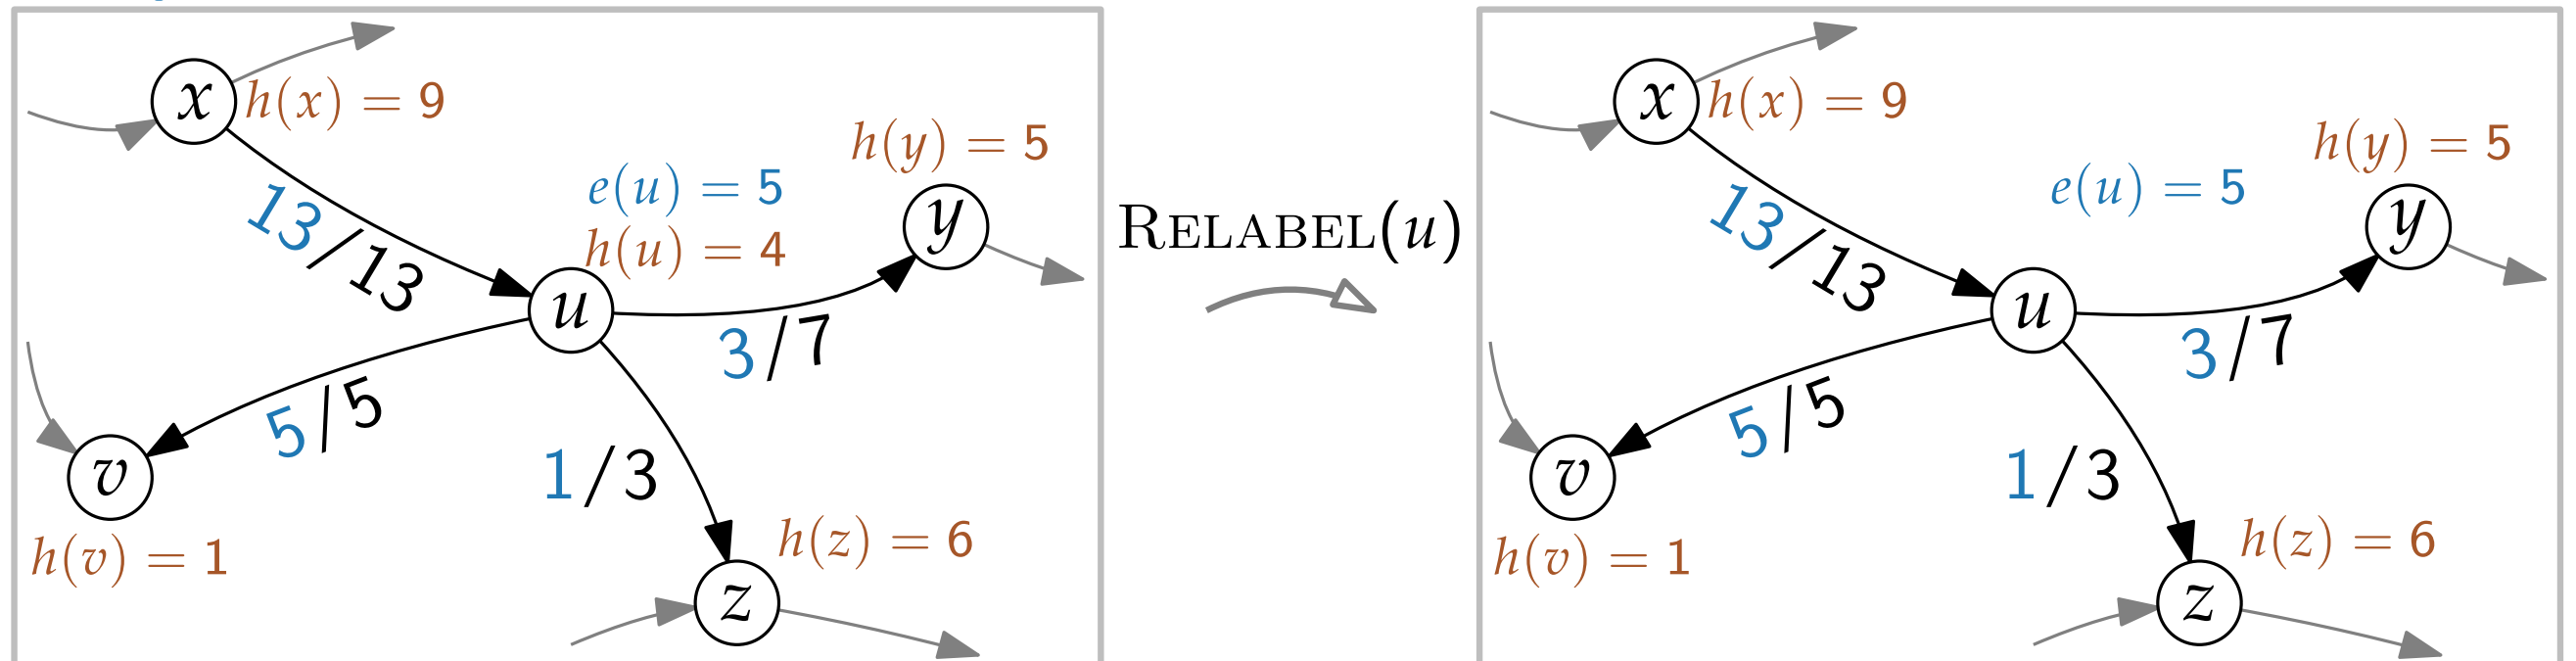 x
h(x) = 9
h(y) = 5
e(u) = 5
h(u) = 4
y
13/13
u
3/7
5/5
1/3
v
h(v) = 1
h(z) = 6
z
RELABEL(u)
x
h(x) = 9
h(y) = 5
e(u) = 5
y
13/13
u
3/7
5/5
1/3
v
h(v) = 1
h(z) = 6
z